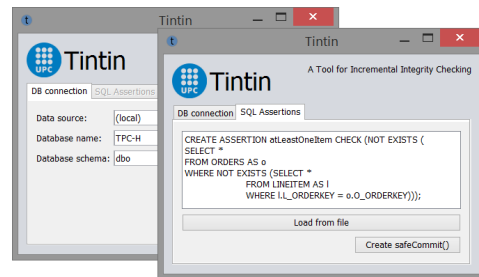 t Tintin
UPC Tintin
DB connection SQL Assertions
Data source: (local)
Database name: TPC-H
Database schema: dbo
t Tintin
UPC Tintin
A Tool for Incremental Integrity Checking
DB connection SQL Assertions
CREATE ASSERTION atLeastOneItem CHECK (NOT EXISTS (
SELECT *
FROM ORDERS AS o
WHERE NOT EXISTS (SELECT *
FROM LINEITEM AS l
WHERE l.L_ORDERKEY = o.O_ORDERKEY)));
Load from file
Create safeCommit()